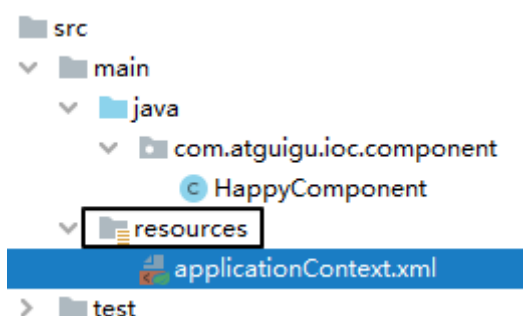 src
main
java
com.atguigu.ioc.component
HappyComponent
resources
applicationContext.xml
test